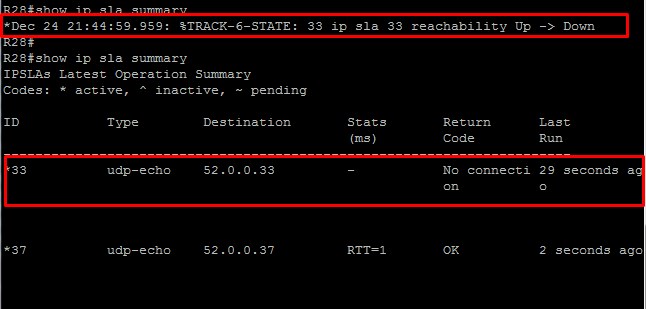 R28#show ip sla summary
*Dec 24 21:44:59.959: %TRACK-6-STATE: 33 ip sla 33 reachability Up -> Down
R28#
R28#show ip sla summary
IPSLAs Latest Operation Summary
Codes: * active, ^ inactive, ~ pending
ID Type Destination Stats Return Last
(ms) Code Run
-----------------------------------------------------------------------
*33 udp-echo 52.0.0.33 - No connecti 29 seconds ag
on o
*37 udp-echo 52.0.0.37 RTT=1 OK 2 seconds ago